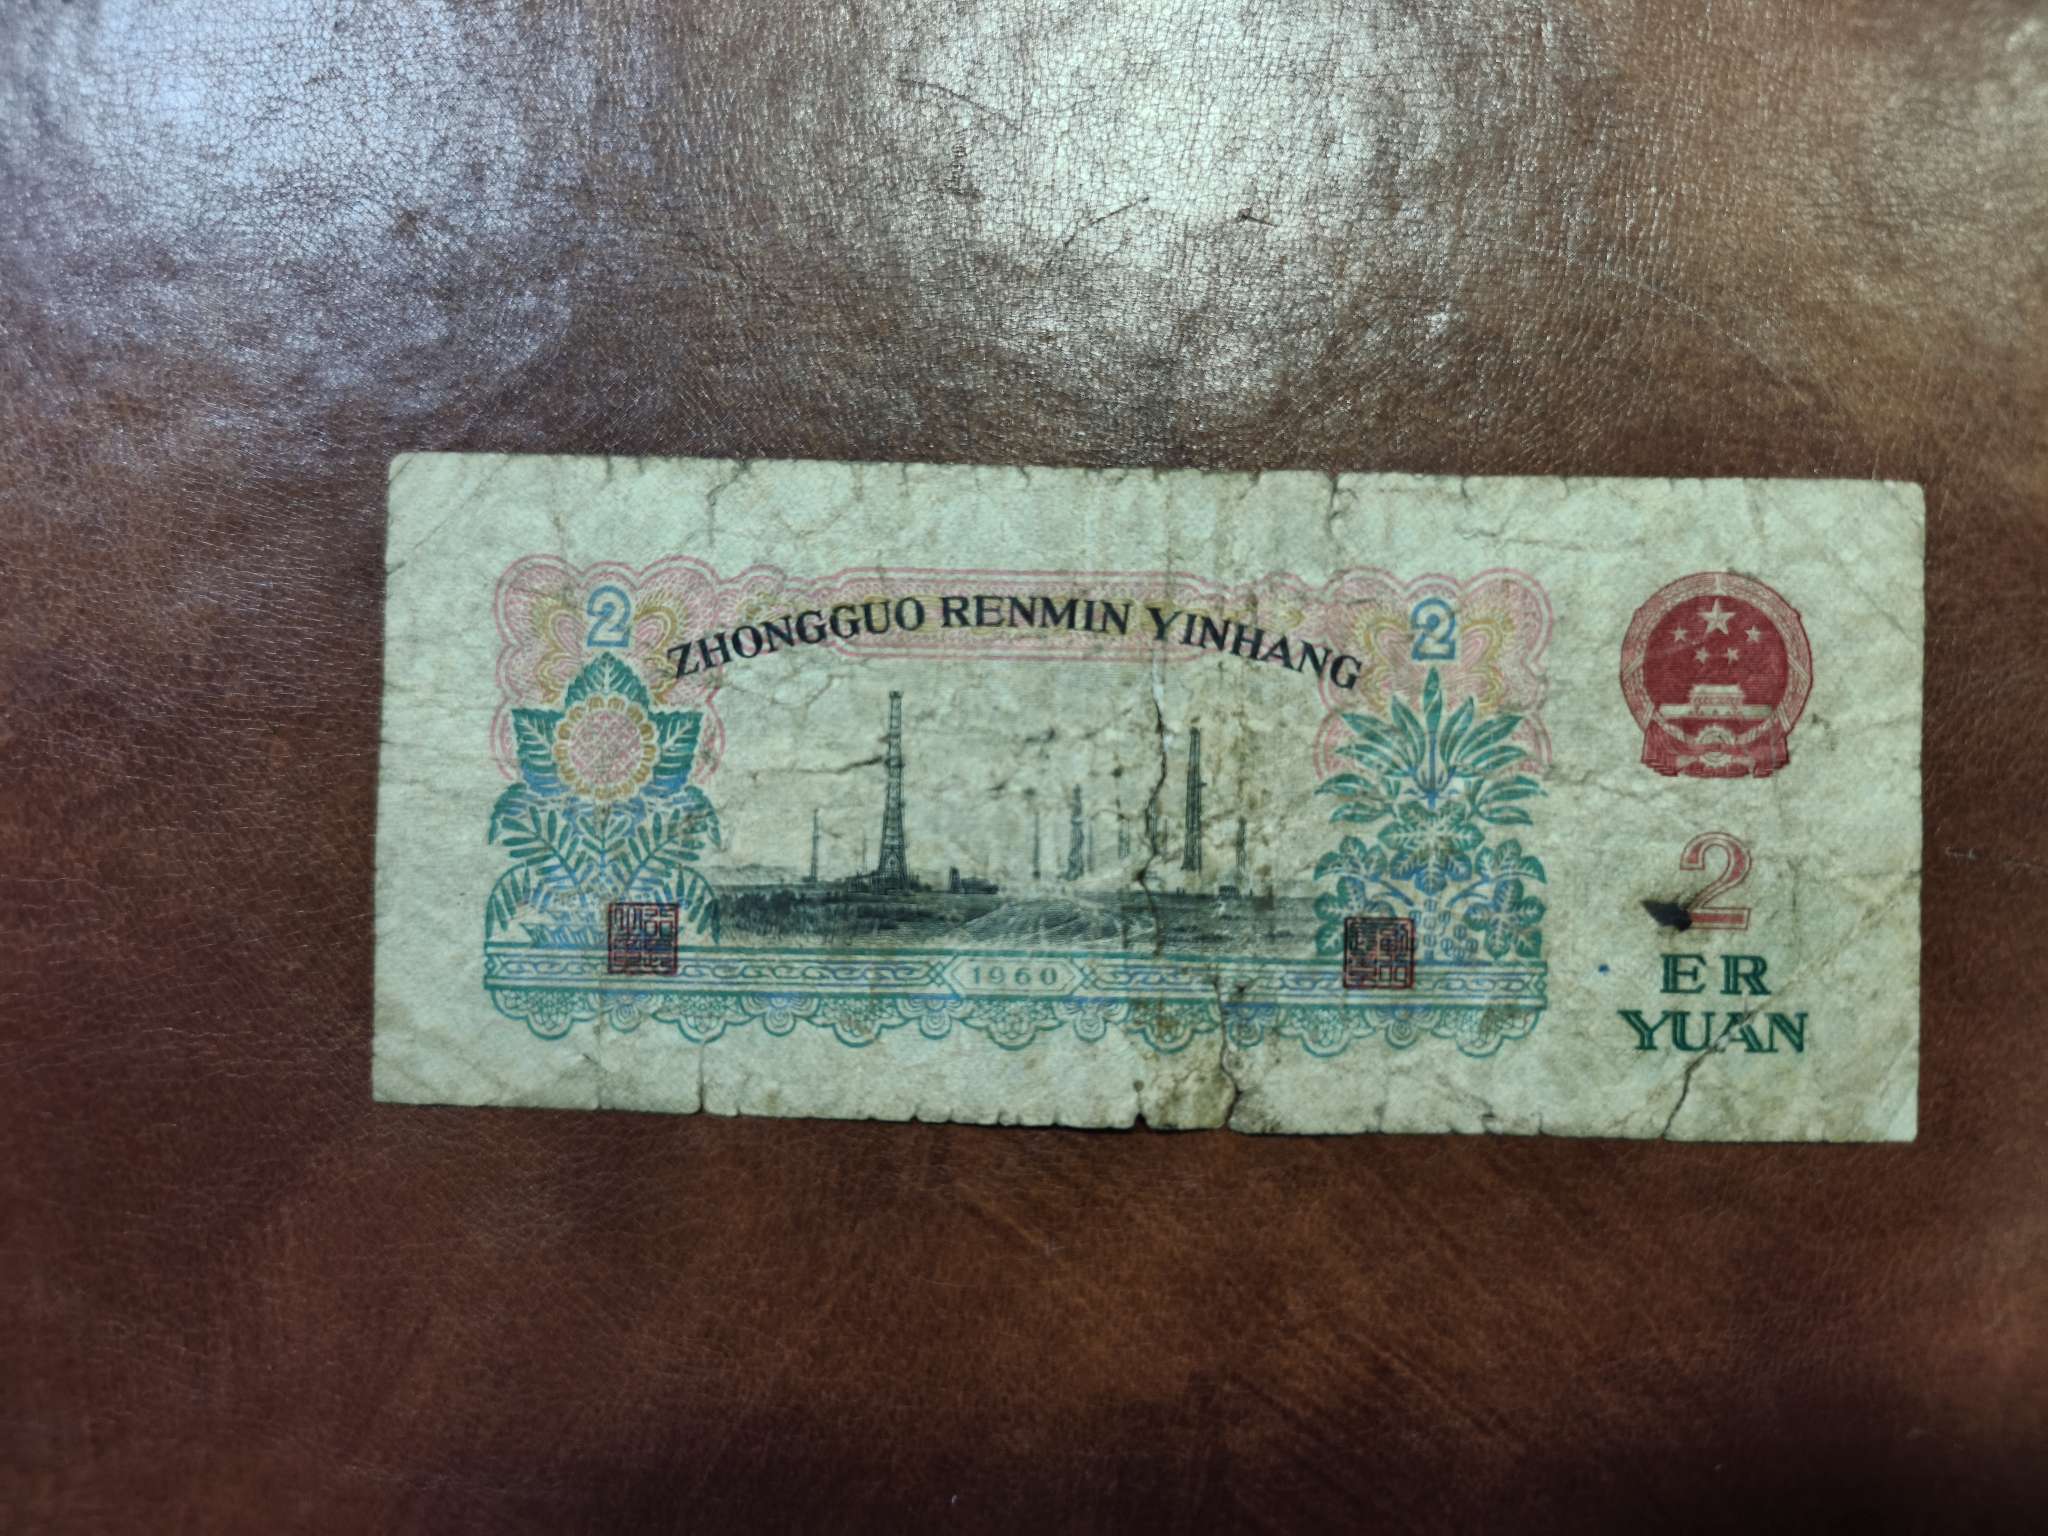 2 2
ZHONGGUO RENMIN YINHANG
1960
2
ER
YUAN